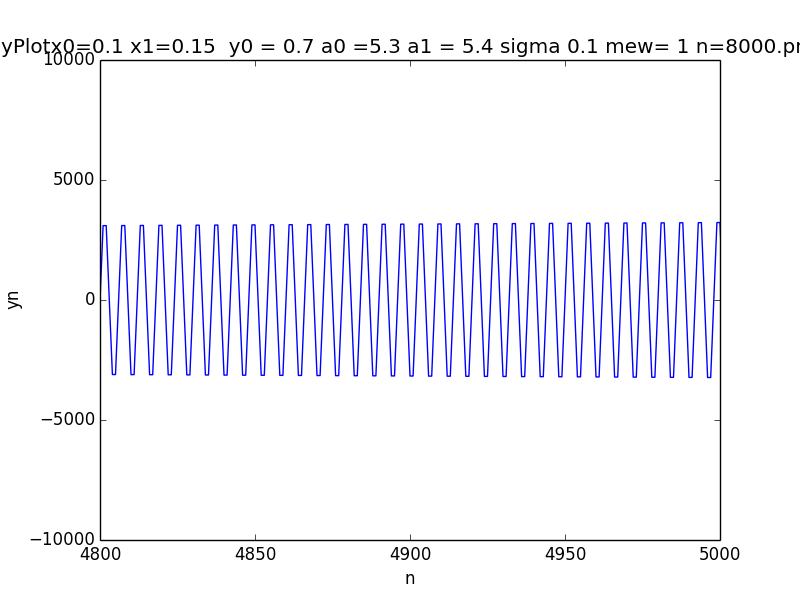 yPlotx0=0.1 x1=0.15  y0 = 0.7 a0 =5.3 a1 = 5.4 sigma 0.1 mew= 1 n=8000.pn
10000
5000
0
−5000
−10000
yn
4800 4850 4900 4950 5000
n